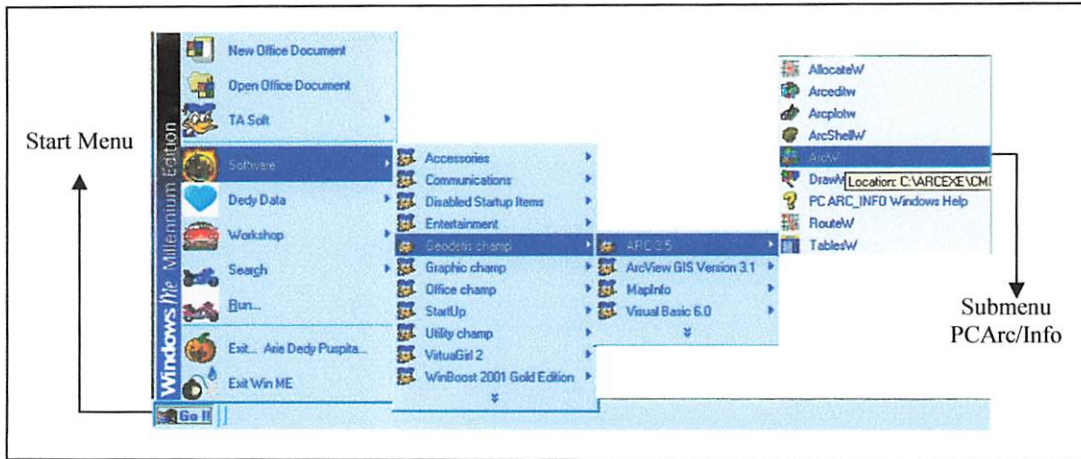 Start Menu
Windows Me Millennium Edition
New Office Document
Open Office Document
TA Soft
Software
Dedy Data
Workshop
Search
Run...
Exit... Arie Dedy Puspita...
Exit Win ME
Go !!
Accessories
Communications
Disabled Startup Items
Entertainment
Geodetis champ
Graphic champ
Office champ
StartUp
Utility champ
VirtuaGirl 2
WinBoost 2001 Gold Edition
ARC 3.5
ArcView GIS Version 3.1
MapInfo
Visual Basic 6.0
AllocateW
Arceditw
Arcplotw
ArcShellW
ArcW
DrawW
Location: C:\ARCEXE\CMD
PC ARC_INFO Windows Help
RouteW
TablesW
Submenu
PCArc/Info